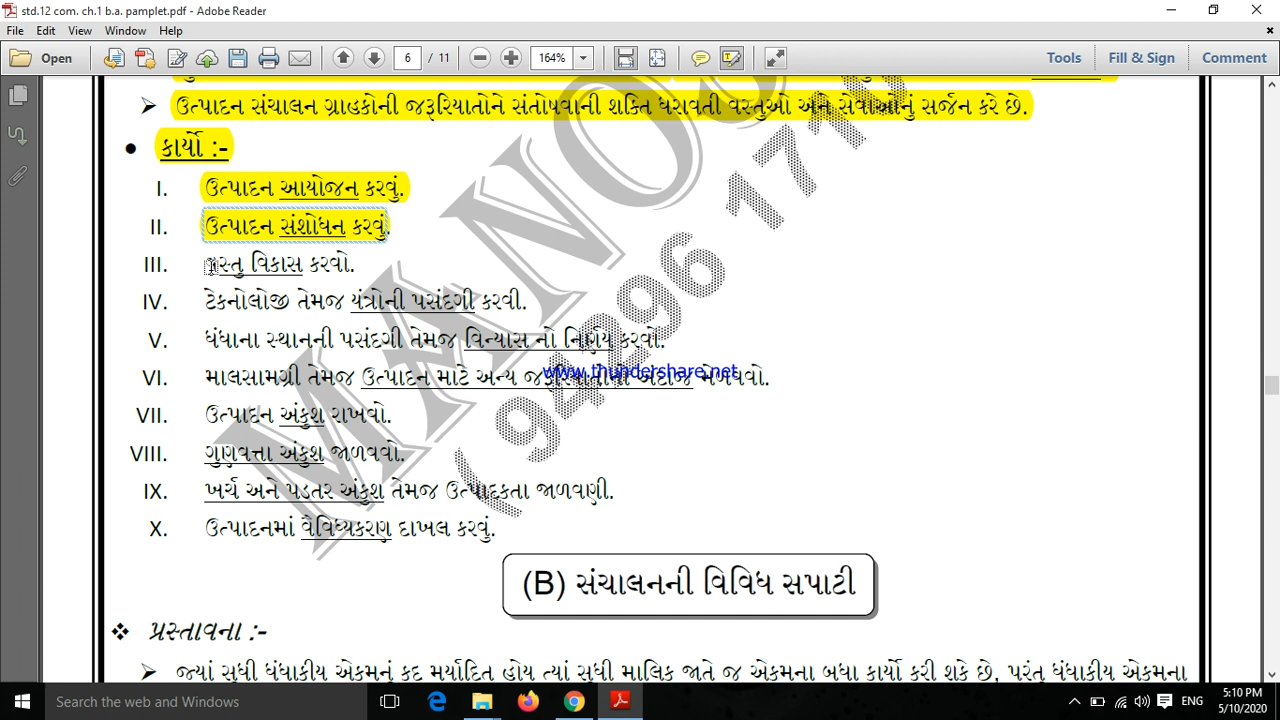 std.12 com. ch.1 b.a. pamplet.pdf - Adobe Reader
File Edit View Window Help
Open 6 / 11 164% Tools Fill & Sign Comment
➢ ઉત્પાદન સંચાલન ગ્રાહકોની જરૂરિયાતોને સંતોષવાની શક્તિ ધરાવતી વસ્તુઓ અને સેવાઓનું સર્જન કરે છે.
● કાર્યો :-
I. ઉત્પાદન આયોજન કરવું.
II. ઉત્પાદન સંશોધન કરવું.
III. વસ્તુ વિકાસ કરવો.
IV. ટેકનોલોજી તેમજ યંત્રોની પસંદગી કરવી.
V. ધંધાના સ્થાનની પસંદગી તેમજ વિન્યાસ નો નિર્ણય કરવો.
www.thundershare.net
VI. માલસામગ્રી તેમજ ઉત્પાદન માટે અન્ય જરૂરિયાતોનો અંદાજ મેળવવો.
VII. ઉત્પાદન અંકુશ રાખવો.
VIII. ગુણવત્તા અંકુશ જાળવવો.
IX. ખર્ચ અને પડતર અંકુશ તેમજ ઉત્પાદકતા જાળવણી.
X. ઉત્પાદનમાં વૈવિધ્યકરણ દાખલ કરવું.
(B) સંચાલનની વિવિધ સપાટી
❖ પ્રસ્તાવના :-
➢ જ્યાં સુધી ધંધાકીય એકમનું કદ મર્યાદિત હોય ત્યાં સુધી માલિક જાતે જ એકમના બધા કાર્યો કરી શકે છે, પરંતુ ધંધાકીય એકમના
Search the web and Windows
ENG 5:10 PM
5/10/2020